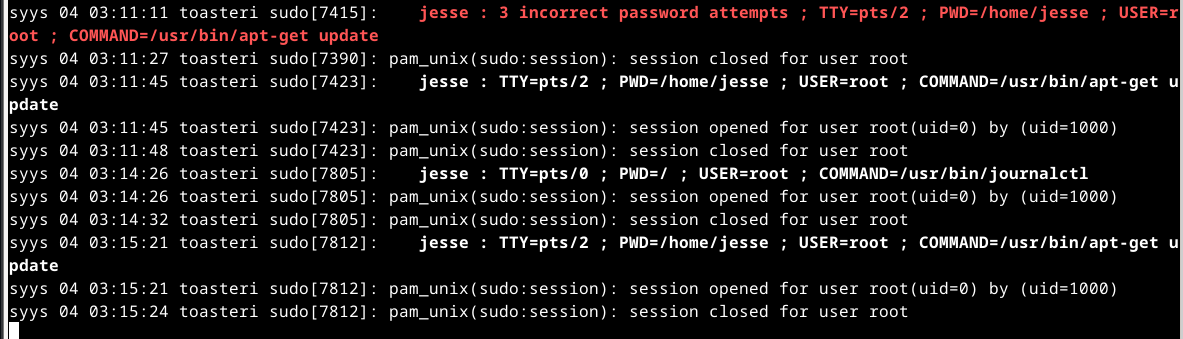 syys 04 03:11:11 toasteri sudo[7415]:    jesse : 3 incorrect password attempts ; TTY=pts/2 ; PWD=/home/jesse ; USER=r
oot ; COMMAND=/usr/bin/apt-get update
syys 04 03:11:27 toasteri sudo[7390]: pam_unix(sudo:session): session closed for user root
syys 04 03:11:45 toasteri sudo[7423]:    jesse : TTY=pts/2 ; PWD=/home/jesse ; USER=root ; COMMAND=/usr/bin/apt-get u
pdate
syys 04 03:11:45 toasteri sudo[7423]: pam_unix(sudo:session): session opened for user root(uid=0) by (uid=1000)
syys 04 03:11:48 toasteri sudo[7423]: pam_unix(sudo:session): session closed for user root
syys 04 03:14:26 toasteri sudo[7805]:    jesse : TTY=pts/0 ; PWD=/ ; USER=root ; COMMAND=/usr/bin/journalctl
syys 04 03:14:26 toasteri sudo[7805]: pam_unix(sudo:session): session opened for user root(uid=0) by (uid=1000)
syys 04 03:14:32 toasteri sudo[7805]: pam_unix(sudo:session): session closed for user root
syys 04 03:15:21 toasteri sudo[7812]:    jesse : TTY=pts/2 ; PWD=/home/jesse ; USER=root ; COMMAND=/usr/bin/apt-get u
pdate
syys 04 03:15:21 toasteri sudo[7812]: pam_unix(sudo:session): session opened for user root(uid=0) by (uid=1000)
syys 04 03:15:24 toasteri sudo[7812]: pam_unix(sudo:session): session closed for user root